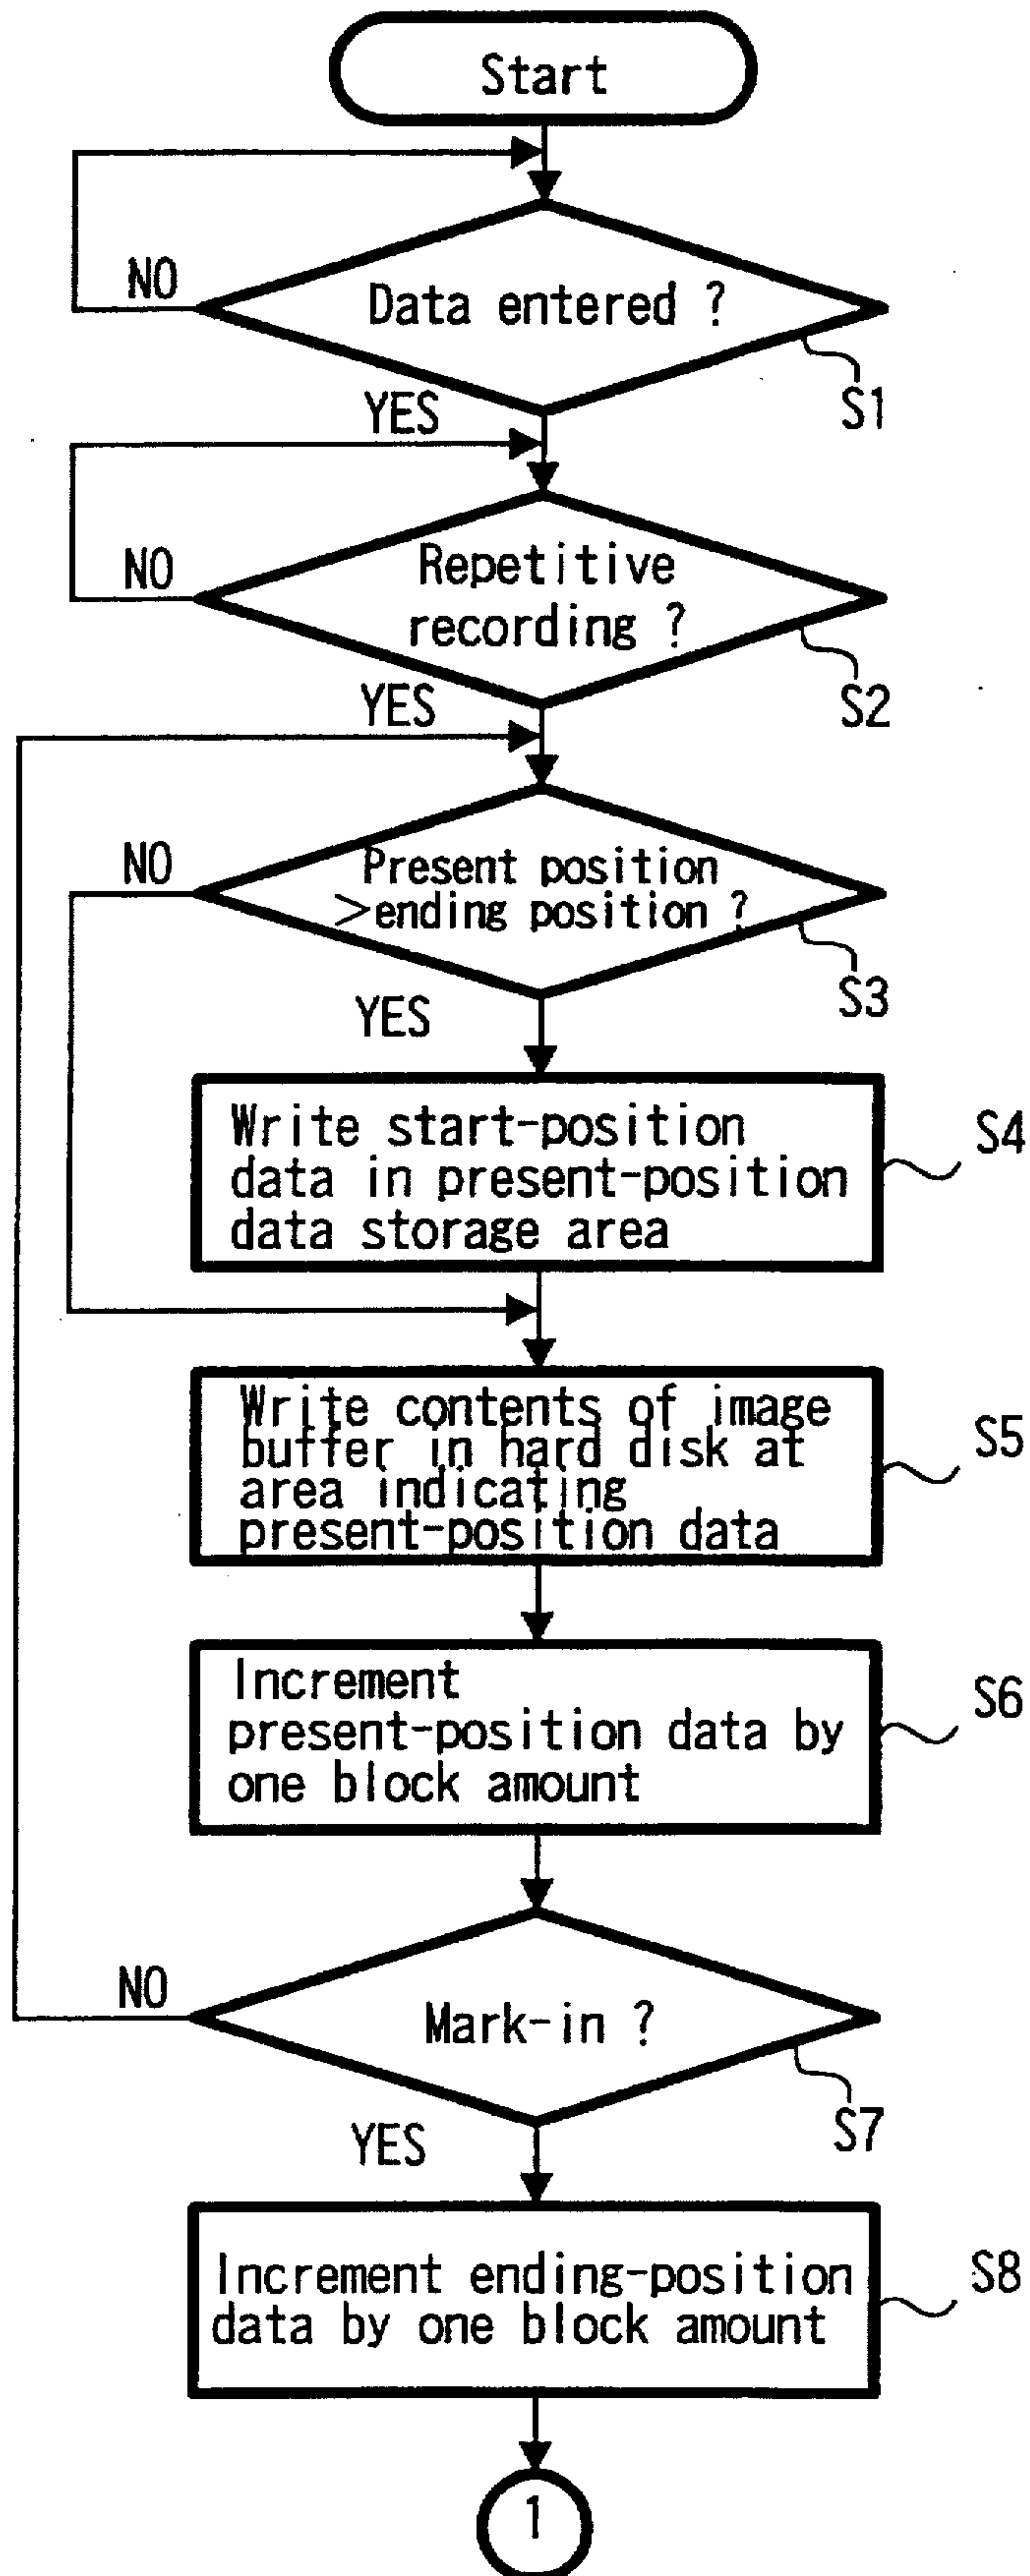 Start
NO
Data entered ?
S1
YES
NO
Repetitive
recording ?
S2
YES
NO
Present position
>ending position ?
S3
YES
Write start-position
data in present-position
data storage area
S4
Write contents of image
buffer in hard disk at
area indicating
present-position data
S5
Increment
present-position data by
one block amount
S6
NO
Mark-in ?
S7
YES
Increment ending-position
data by one block amount
S8
1